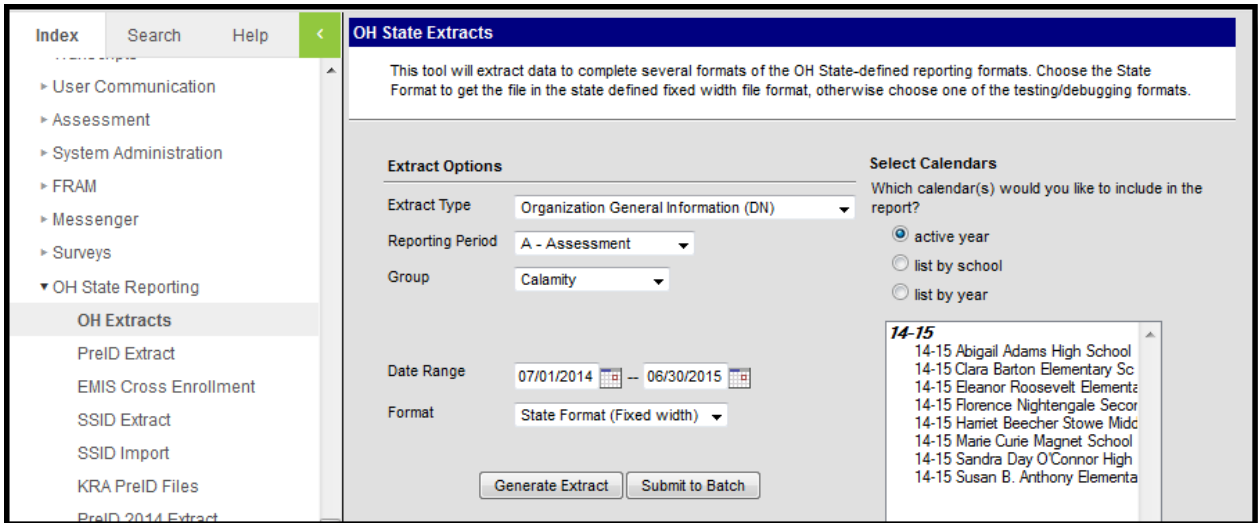 Index Search Help <
User Communication
Assessment
System Administration
FRAM
Messenger
Surveys
OH State Reporting
OH Extracts
PreID Extract
EMIS Cross Enrollment
SSID Extract
SSID Import
KRA PreID Files
PreID 2014 Extract
OH State Extracts
This tool will extract data to complete several formats of the OH State-defined reporting formats. Choose the State
Format to get the file in the state defined fixed width file format, otherwise choose one of the testing/debugging formats.
Extract Options
Extract Type Organization General Information (DN)
Reporting Period A - Assessment
Group Calamity
Date Range 07/01/2014 -- 06/30/2015
Format State Format (Fixed width)
Generate Extract Submit to Batch
Select Calendars
Which calendar(s) would you like to include in the
report?
active year
list by school
list by year
14-15
14-15 Abigail Adams High School
14-15 Clara Barton Elementary Sc
14-15 Eleanor Roosevelt Elementa
14-15 Florence Nightengale Secor
14-15 Harriet Beecher Stowe Midd
14-15 Marie Curie Magnet School
14-15 Sandra Day O'Connor High
14-15 Susan B. Anthony Elementa